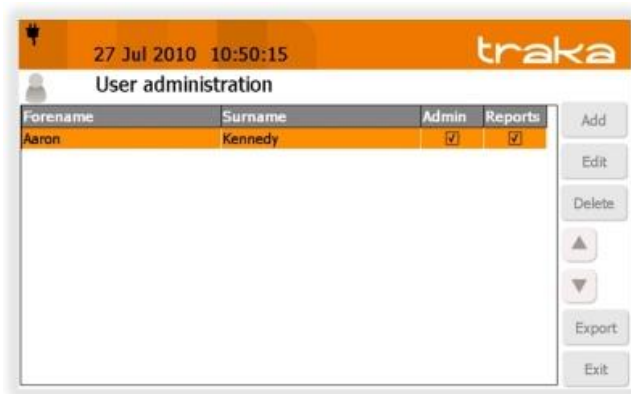 27 Jul 2010 10:50:15
traka
User administration
Forename Surname Admin Reports
Aaron Kennedy
Add
Edit
Delete
Export
Exit